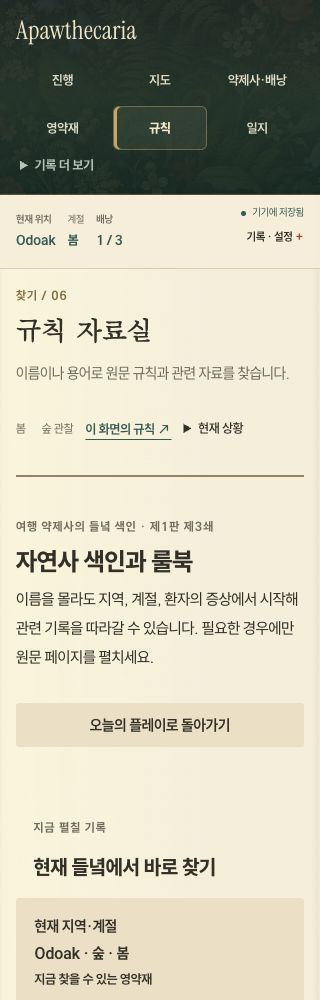 Apawthecaria
진행 지도 약제사·배낭
영약재 규칙 일지
▶ 기록 더 보기
현재 위치 계절 배낭
Odoak 봄 1 / 3
● 기기에 저장됨
기록 · 설정 +
찾기 / 06
규칙 자료실
이름이나 용어로 원문 규칙과 관련 자료를 찾습니다.
봄 숲 관찰 이 화면의 규칙 ↗ ▶ 현재 상황
여행 약제사의 들녘 색인 · 제1판 제3쇄
자연사 색인과 룰북
이름을 몰라도 지역, 계절, 환자의 증상에서 시작해
관련 기록을 따라갈 수 있습니다. 필요한 경우에만
원문 페이지를 펼치세요.
오늘의 플레이로 돌아가기
지금 펼칠 기록
현재 들녘에서 바로 찾기
현재 지역·계절
Odoak · 숲 · 봄
지금 찾을 수 있는 영약재